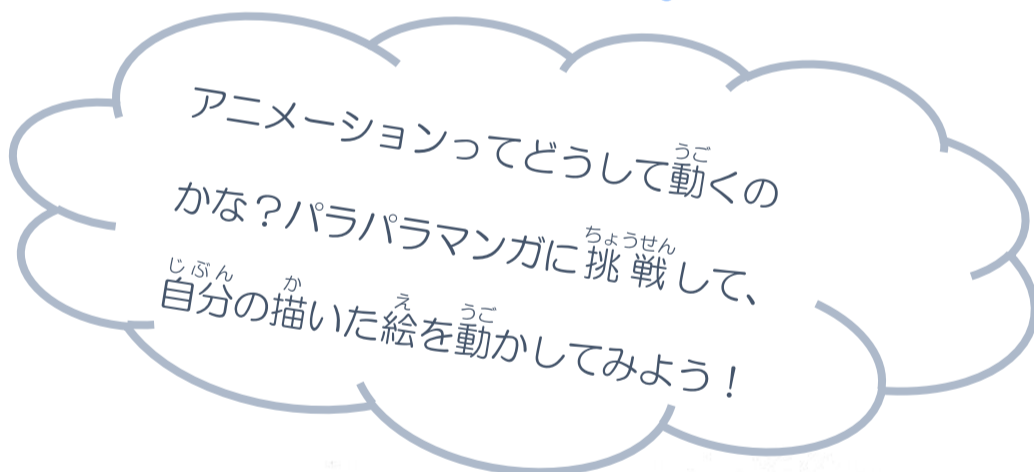 アニメーションってどうして動くの
かな？パラパラマンガに挑戦して、
自分の描いた絵を動かしてみよう！